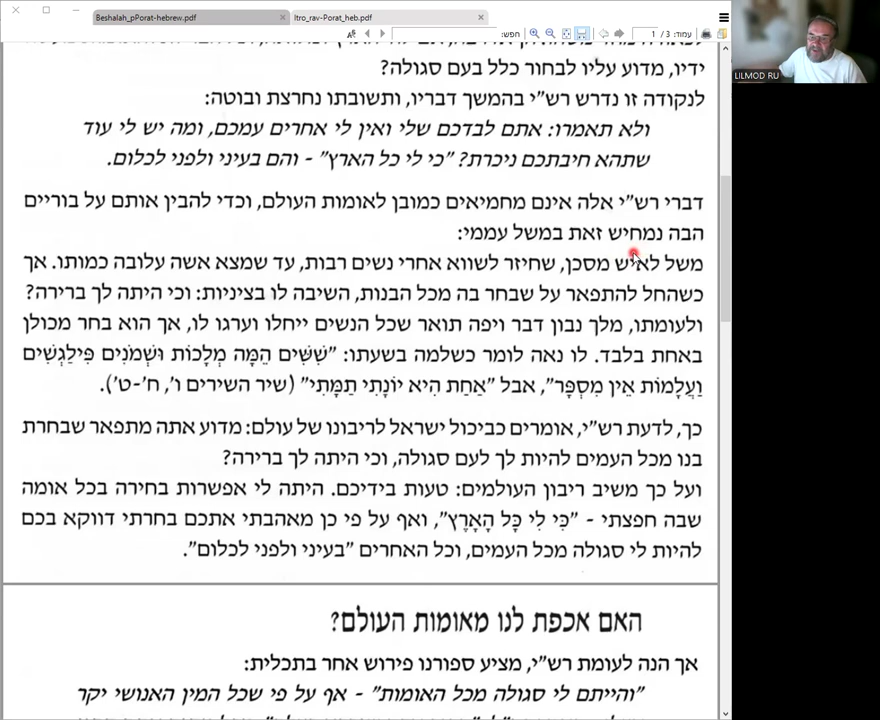 Beshalah_pPorat-hebrew.pdf
Itro_rav-Porat_heb.pdf
עמוד: 3 / 1
חפש:
LILMOD RU
ידיו, מדוע עליו לבחור כלל בעם סגולה?
לנקודה זו נדרש רש"י בהמשך דבריו, ותשובתו נחרצת ובוטה:
ולא תאמרו: אתם לבדכם שלי ואין לי אחרים עמכם, ומה יש לי עוד
שתהא חיבתכם ניכרת? "כי לי כל הארץ" - והם בעיני ולפני לכלום.
דברי רש"י אלה אינם מחמיאים כמובן לאומות העולם, וכדי להבין אותם על בוריים
הבה נמחיש זאת במשל עממי:
משל לאיש מסכן, שחיזר לשווא אחרי נשים רבות, עד שמצא אשה עלובה כמותו. אך
כשהחל להתפאר על שבחר בה מכל הבנות, השיבה לו בציניות: וכי היתה לך ברירה?
ולעומתו, מלך נבון דבר ויפה תואר שכל הנשים ייחלו וערגו לו, אך הוא בחר מכולן
באחת בלבד. לו נאה לומר כשלמה בשעתו: "שִׁשִּׁים הֵמָּה מְלָכוֹת וּשְׁמֹנִים פִּילַגְשִׁים
וַעֲלָמוֹת אֵין מִסְפָּר", אבל "אַחַת הִיא יוֹנָתִי תַמָּתִי" (שיר השירים ו', ח'-ט').
כך, לדעת רש"י, אומרים כביכול ישראל לריבונו של עולם: מדוע אתה מתפאר שבחרת
בנו מכל העמים להיות לך לעם סגולה, וכי היתה לך ברירה?
ועל כך משיב ריבון העולמים: טעות בידיכם. היתה לי אפשרות בחירה בכל אומה
שבה חפצתי - "כִּי לִי כָּל הָאָרֶץ", ואף על פי כן מאהבתי אתכם בחרתי דווקא בכם
להיות לי סגולה מכל העמים, וכל האחרים "בעיני ולפני לכלום".
האם אכפת לנו מאומות העולם?
אך הנה לעומת רש"י, מציע ספורנו פירוש אחר בתכלית:
"והייתם לי סגולה מכל האומות" - אף על פי שכל המין האנושי יקר